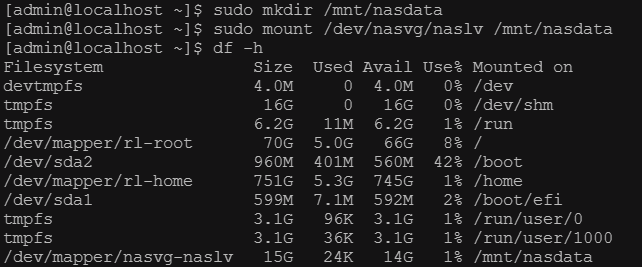 [admin@localhost ~]$ sudo mkdir /mnt/nasdata
[admin@localhost ~]$ sudo mount /dev/nasvg/naslv /mnt/nasdata
[admin@localhost ~]$ df -h
Filesystem               Size  Used Avail Use% Mounted on
devtmpfs                 4.0M     0  4.0M   0% /dev
tmpfs                     16G     0   16G   0% /dev/shm
tmpfs                    6.2G   11M  6.2G   1% /run
/dev/mapper/rl-root       70G  5.0G   66G   8% /
/dev/sda2                960M  401M  560M  42% /boot
/dev/mapper/rl-home      751G  5.3G  745G   1% /home
/dev/sda1                599M  7.1M  592M   2% /boot/efi
tmpfs                    3.1G   96K  3.1G   1% /run/user/0
tmpfs                    3.1G   36K  3.1G   1% /run/user/1000
/dev/mapper/nasvg-naslv   15G   24K   14G   1% /mnt/nasdata